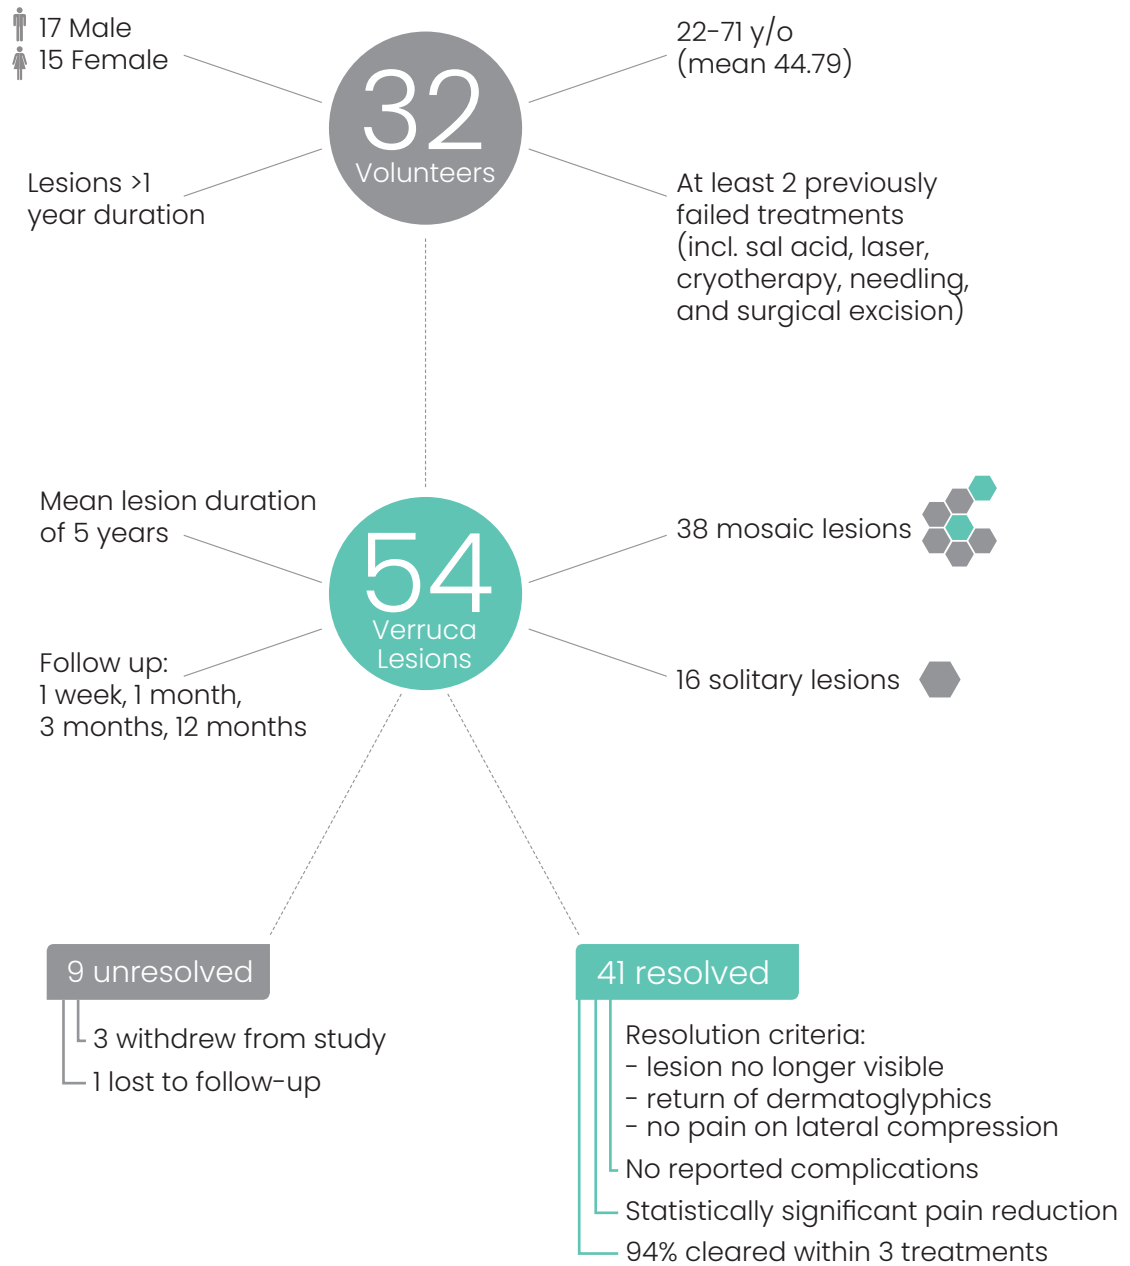 17 Male
15 Female
32
Volunteers
22-71 y/o
(mean 44.79)
Lesions >1
year duration
At least 2 previously
failed treatments
(incl. sal acid, laser,
cryotherapy, needling,
and surgical excision)
Mean lesion duration
of 5 years
54
Verruca
Lesions
38 mosaic lesions
Follow up:
1 week, 1 month,
3 months, 12 months
16 solitary lesions
9 unresolved
3 withdrew from study
1 lost to follow-up
41 resolved
Resolution criteria:
- lesion no longer visible
- return of dermatoglyphics
- no pain on lateral compression
No reported complications
Statistically significant pain reduction
94% cleared within 3 treatments